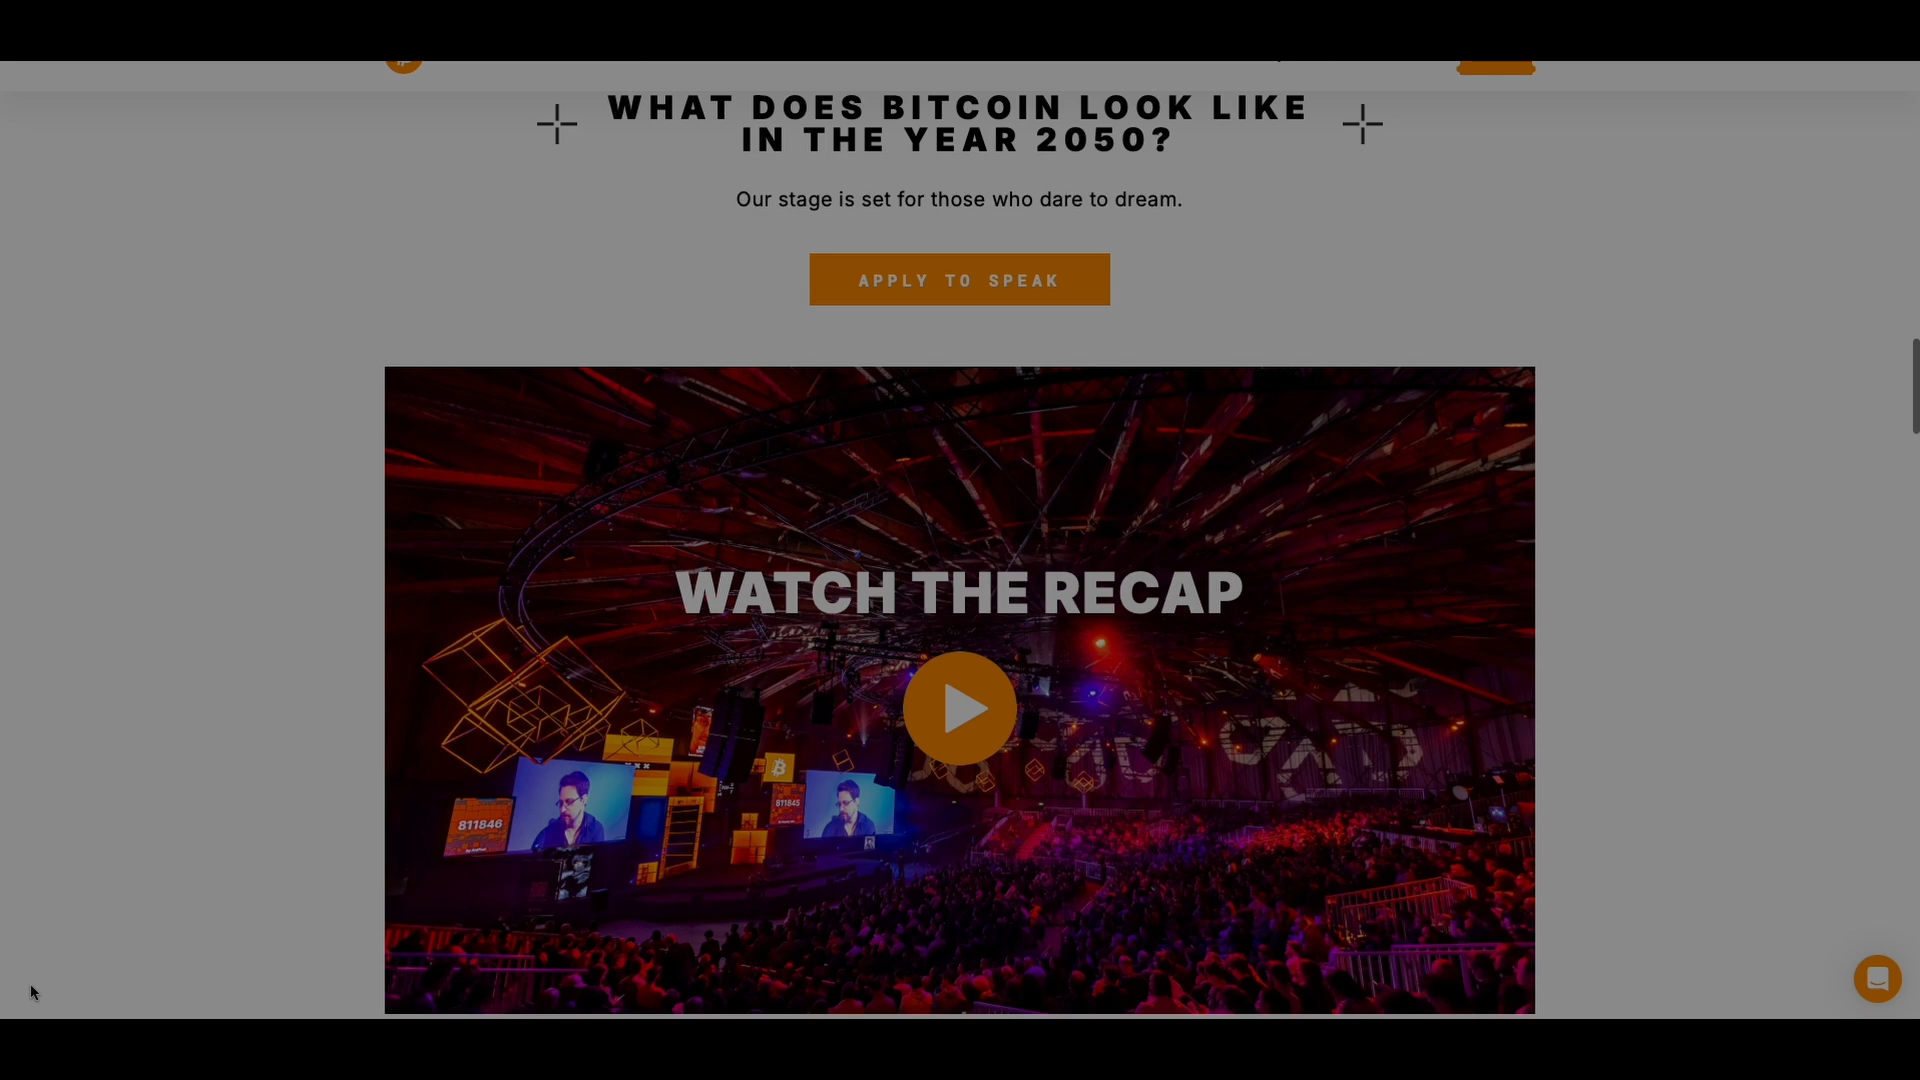 WHAT DOES BITCOIN LOOK LIKE
IN THE YEAR 2050?
Our stage is set for those who dare to dream.
APPLY TO SPEAK
WATCH THE RECAP
811845
811846